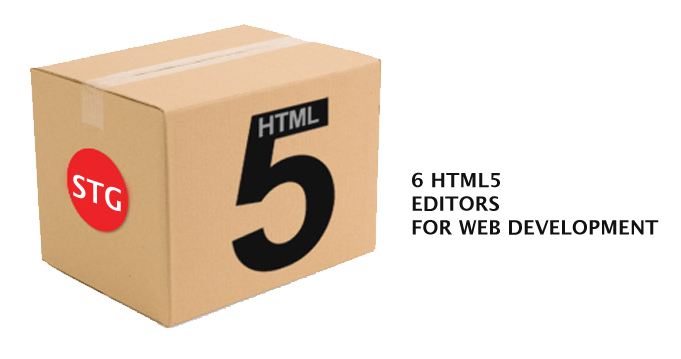 STG
HTML
5
6 HTML5
EDITORS
FOR WEB DEVELOPMENT